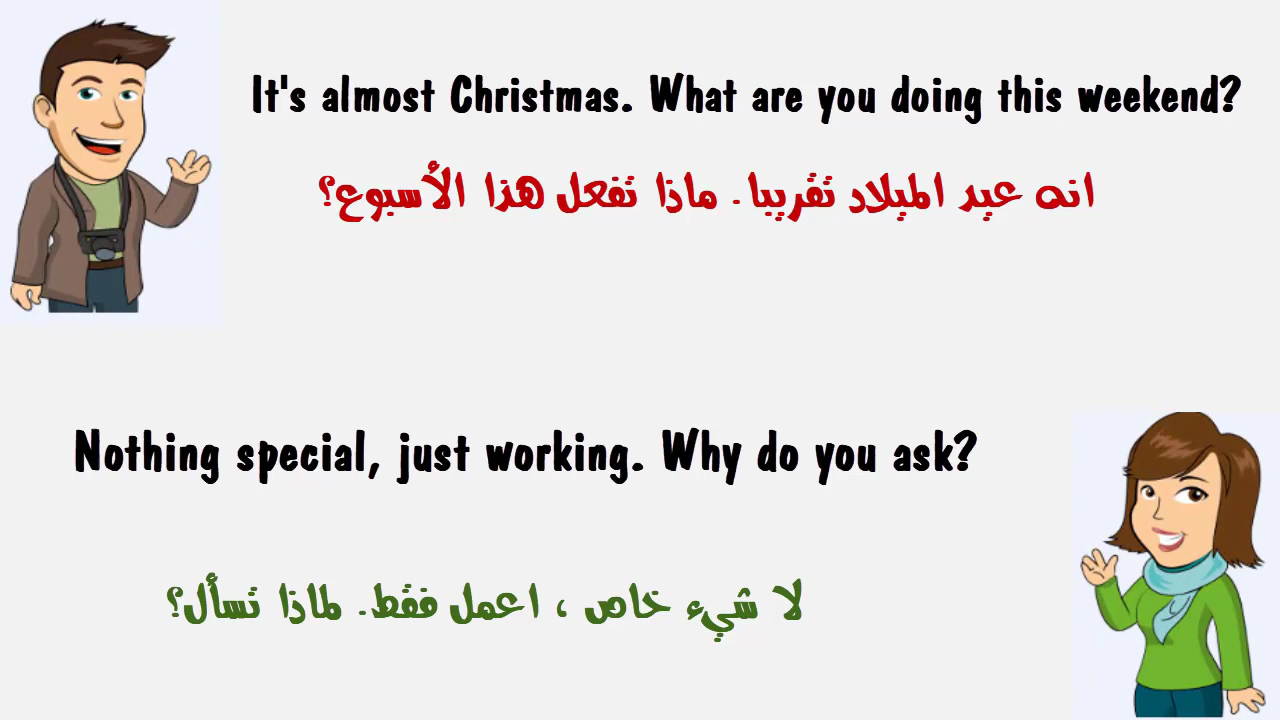 It's almost Christmas. What are you doing this weekend?
انه عيد الميلاد تقريبا. ماذا تفعل هذا الأسبوع؟
Nothing special, just working. Why do you ask?
لا شيء خاص ، اعمل فقط. لماذا تسأل؟